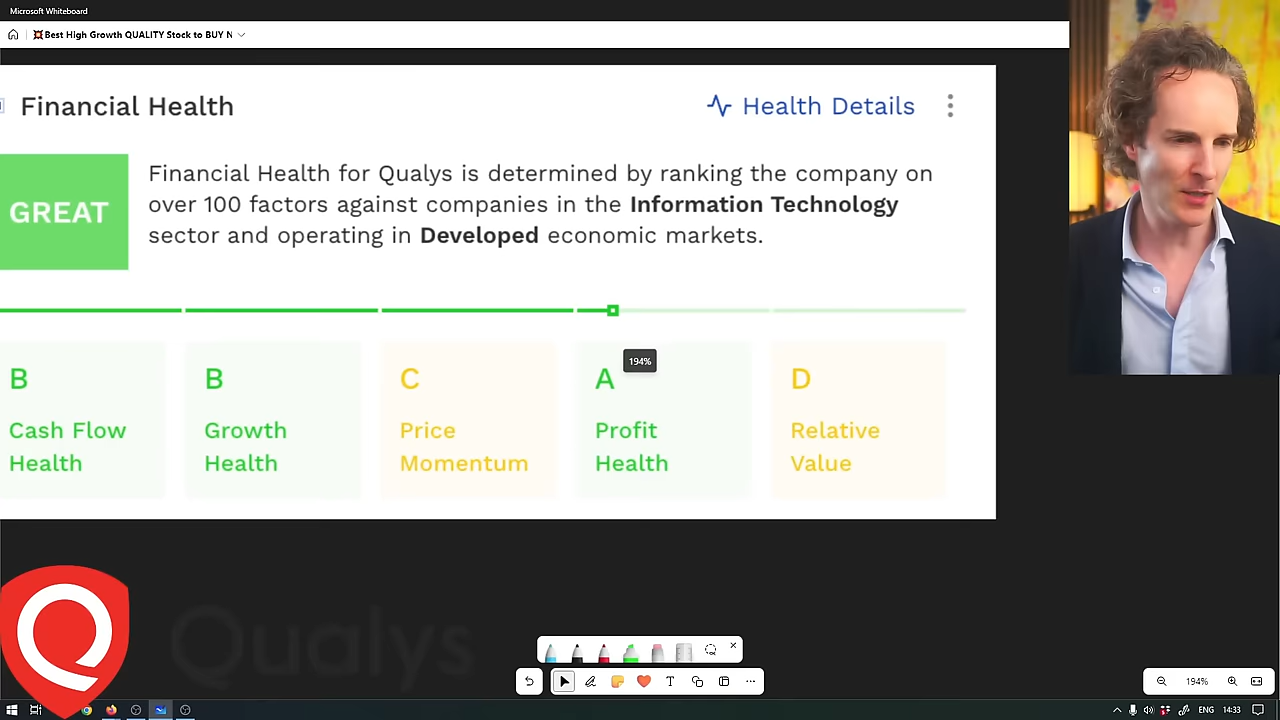 Microsoft Whiteboard
💥Best High Growth QUALITY Stock to BUY N
Financial Health
Health Details
GREAT
Financial Health for Qualys is determined by ranking the company on
over 100 factors against companies in the Information Technology
sector and operating in Developed economic markets.
194%
B
Cash Flow
Health
B
Growth
Health
C
Price
Momentum
A
Profit
Health
D
Relative
Value
Qualys
194%
ENG
14:33